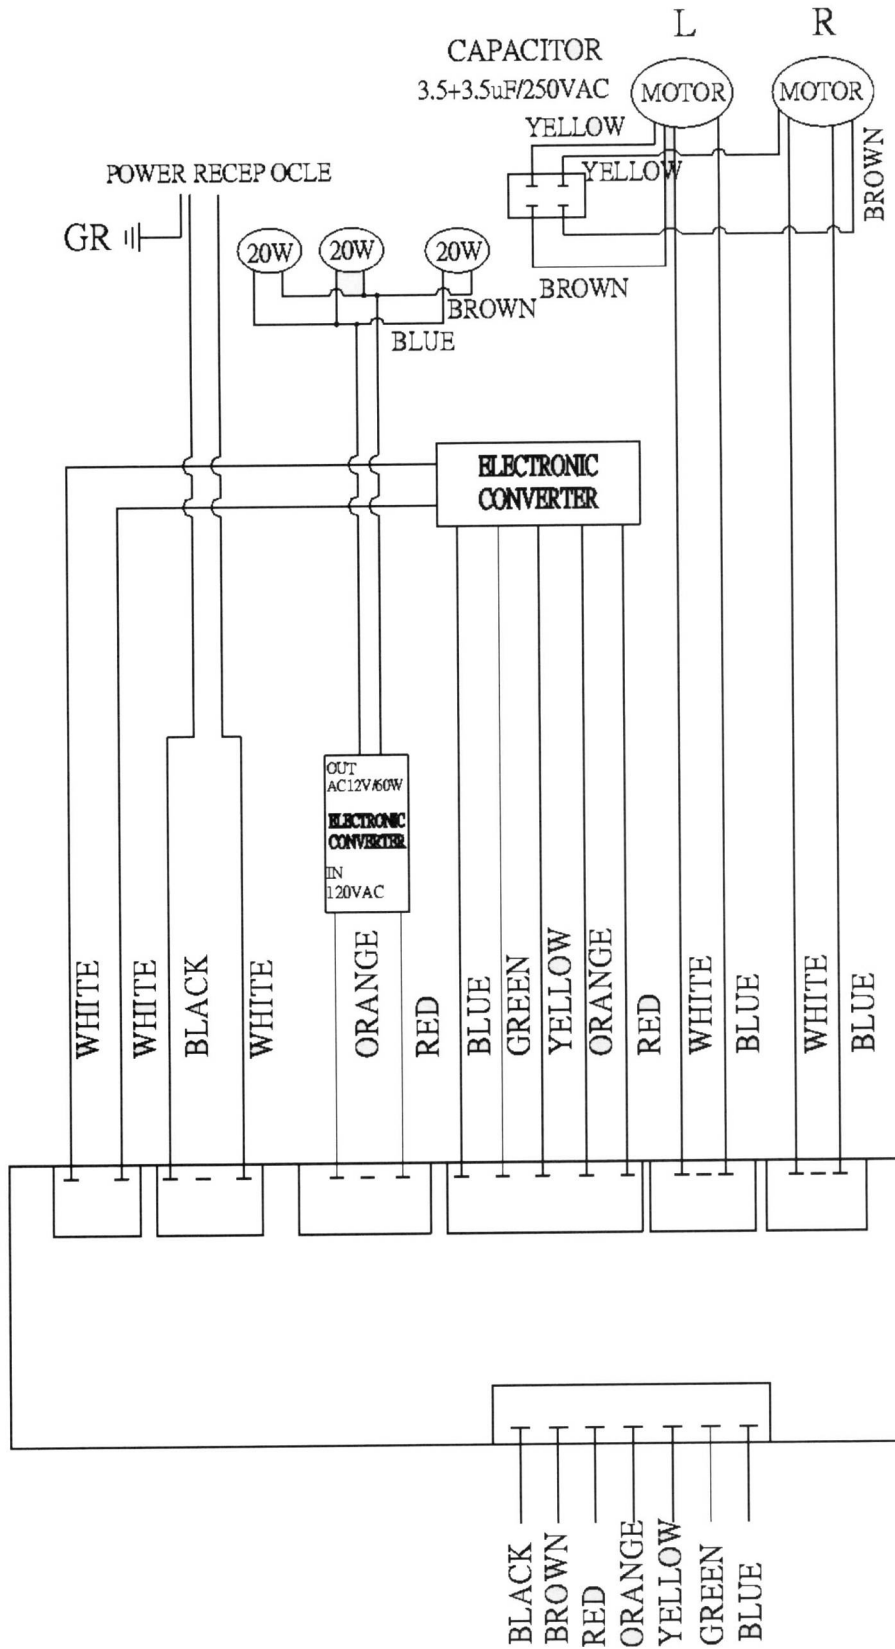 L
R
CAPACITOR
3.5+3.5uF/250VAC
MOTOR
MOTOR
YELLOW
YELLOW
BROWN
POWER RECEP OCLE
GR
20W
20W
20W
BROWN
BROWN
BLUE
ELECTRONIC
CONVERTER
OUT
AC12V/60W
ELECTRONIC
CONVERTER
IN
120VAC
WHITE
WHITE
BLACK
WHITE
ORANGE
RED
BLUE
GREEN
YELLOW
ORANGE
RED
WHITE
BLUE
WHITE
BLUE
BLACK
BROWN
RED
ORANGE
YELLOW
GREEN
BLUE